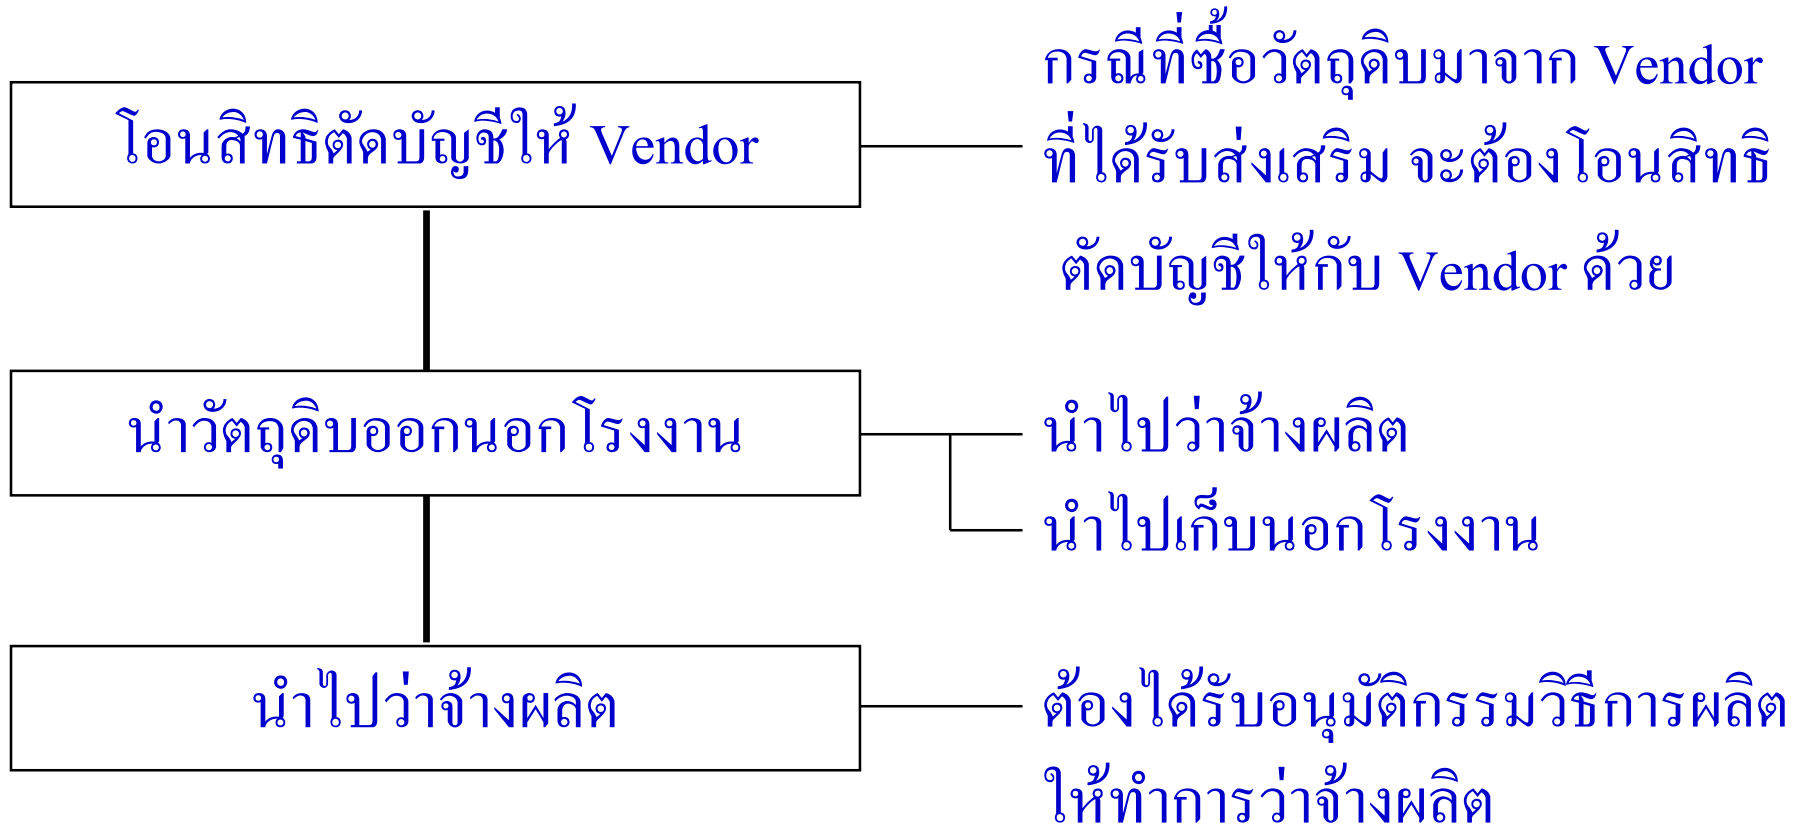 โอนสิทธิตัดบัญชีให้ Vendor
กรณีที่ซื้อวัตถุดิบมาจาก Vendor
ที่ได้รับส่งเสริม จะต้องโอนสิทธิ
ตัดบัญชีให้กับ Vendor ด้วย
นำวัตถุดิบออกนอกโรงงาน
นำไปว่าจ้างผลิต
นำไปเก็บนอกโรงงาน
นำไปว่าจ้างผลิต
ต้องได้รับอนุมัติกรรมวิธีการผลิต
ให้ทำการว่าจ้างผลิต